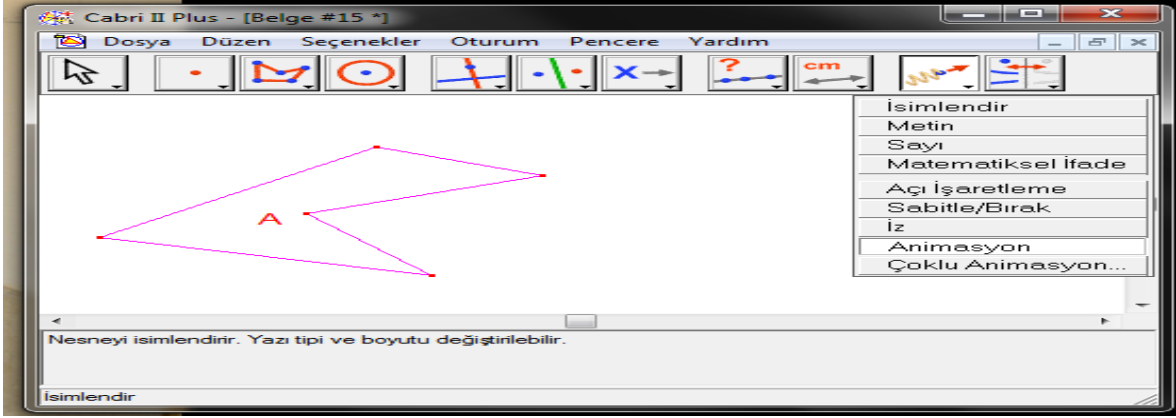 Cabri II Plus - [Belge #15 *]
Dosya Düzen Seçenekler Oturum Pencere Yardım
? cm
İsimlendir
Metin
Sayı
Matematiksel İfade
Açı İşaretleme
Sabitle/Bırak
İz
Animasyon
Çoklu Animasyon...
A
Nesneyi isimlendirir. Yazı tipi ve boyutu değiştirilebilir.
İsimlendir